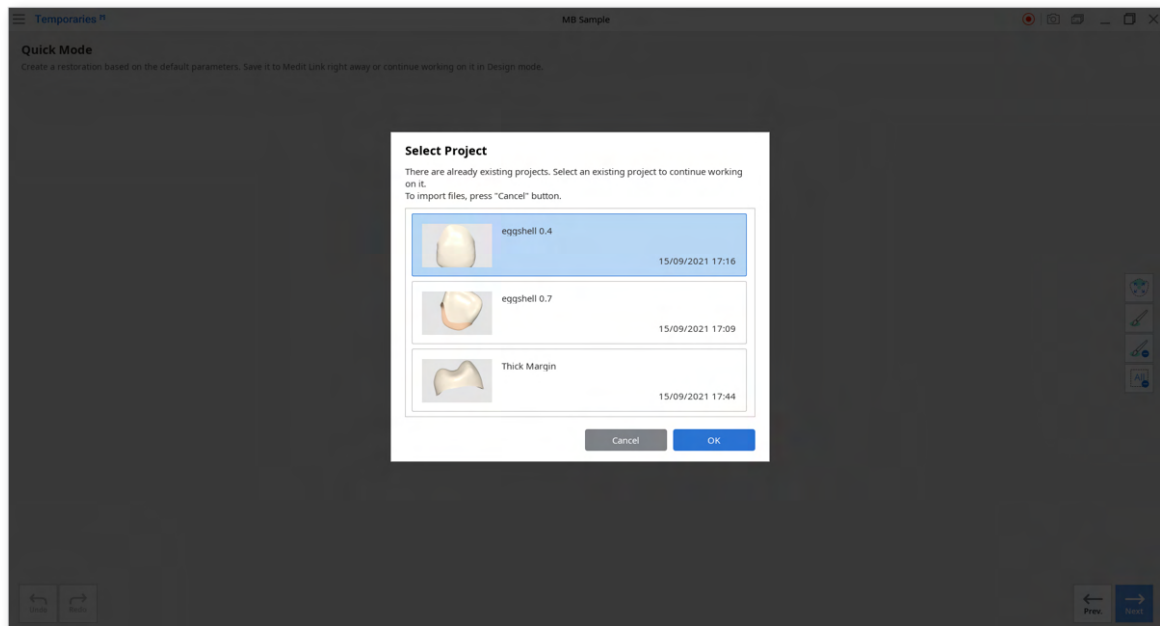 Temporaries
MB Sample
Quick Mode
Create a restoration based on the default parameters. Save it to Medit Link right away or continue working on it in Design mode.
Select Project
There are already existing projects. Select an existing project to continue working
on it.
To import files, press "Cancel" button.
eggshell 0.4
15/09/2021 17:16
eggshell 0.7
15/09/2021 17:09
Thick Margin
15/09/2021 17:44
Cancel
OK
Undo
Redo
Prev.
Next